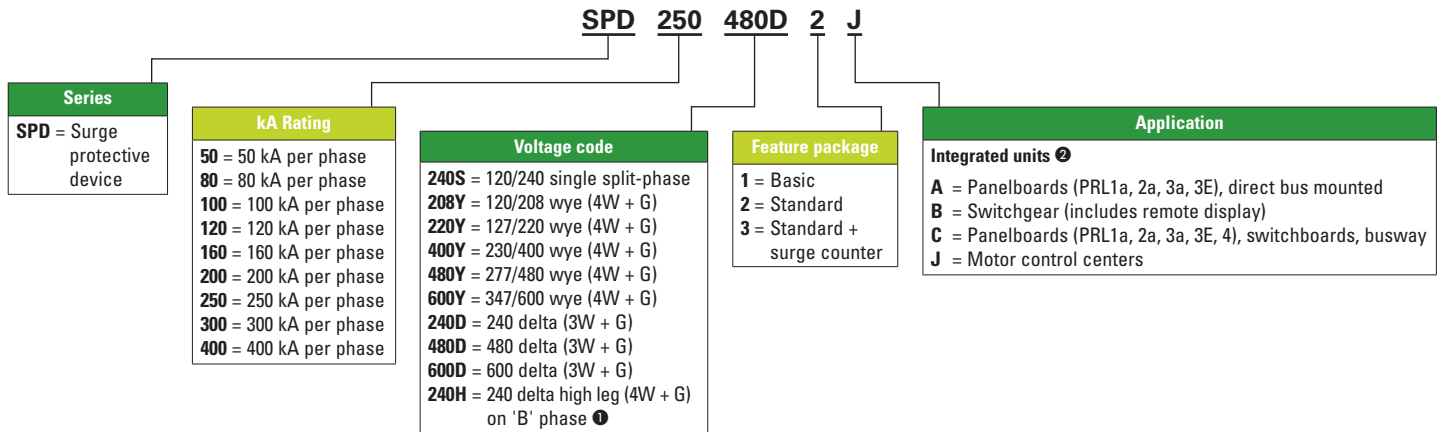 SPD 250 480D 2 J
Series
SPD = Surge
protective
device
kA Rating
50 = 50 kA per phase
80 = 80 kA per phase
100 = 100 kA per phase
120 = 120 kA per phase
160 = 160 kA per phase
200 = 200 kA per phase
250 = 250 kA per phase
300 = 300 kA per phase
400 = 400 kA per phase
Voltage code
240S = 120/240 single split-phase
208Y = 120/208 wye (4W + G)
220Y = 127/220 wye (4W + G)
400Y = 230/400 wye (4W + G)
480Y = 277/480 wye (4W + G)
600Y = 347/600 wye (4W + G)
240D = 240 delta (3W + G)
480D = 480 delta (3W + G)
600D = 600 delta (3W + G)
240H = 240 delta high leg (4W + G)
on 'B' phase ❶
Feature package
1 = Basic
2 = Standard
3 = Standard +
surge counter
Application
Integrated units ❷
A = Panelboards (PRL1a, 2a, 3a, 3E), direct bus mounted
B = Switchgear (includes remote display)
C = Panelboards (PRL1a, 2a, 3a, 3E, 4), switchboards, busway
J = Motor control centers